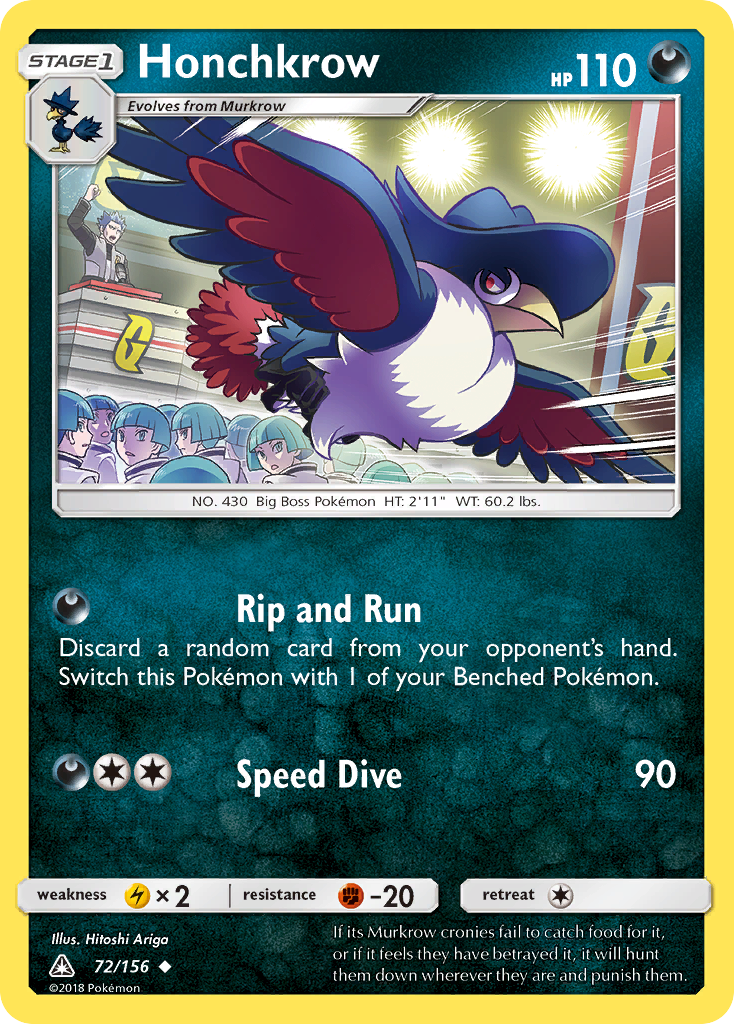 STAGE1
Honchkrow
HP 110
Evolves from Murkrow
NO. 430 Big Boss Pokémon HT: 2'11" WT: 60.2 lbs.
Rip and Run
Discard a random card from your opponent's hand.
Switch this Pokémon with 1 of your Benched Pokémon.
Speed Dive 90
weakness ×2 resistance -20 retreat
Illus. Hitoshi Ariga
72/156
©2018 Pokémon
If its Murkrow cronies fail to catch food for it,
or if it feels they have betrayed it, it will hunt
them down wherever they are and punish them.